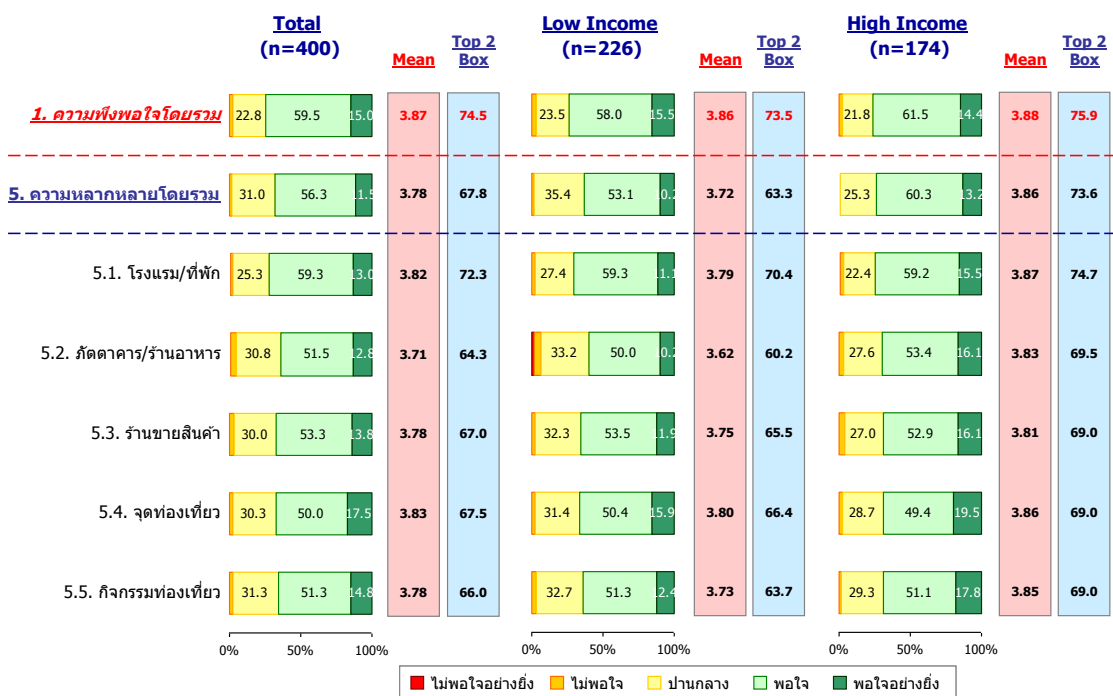 Total Low Income High Income
(n=400) Mean Top 2 Box (n=226) Mean Top 2 Box (n=174) Mean Top 2 Box
1. ความพึงพอใจโดยรวม 22.8 59.5 15.0 3.87 74.5 23.5 58.0 15.5 3.86 73.5 21.8 61.5 14.4 3.88 75.9
5. ความหลากหลายโดยรวม 31.0 56.3 11.5 3.78 67.8 35.4 53.1 10.2 3.72 63.3 25.3 60.3 13.2 3.86 73.6
5.1. โรงแรม/ที่พัก 25.3 59.3 13.0 3.82 72.3 27.4 59.3 11.1 3.79 70.4 22.4 59.2 15.5 3.87 74.7
5.2. ภัตตาคาร/ร้านอาหาร 30.8 51.5 12.8 3.71 64.3 33.2 50.0 10.2 3.62 60.2 27.6 53.4 16.1 3.83 69.5
5.3. ร้านขายสินค้า 30.0 53.3 13.8 3.78 67.0 32.3 53.5 11.9 3.75 65.5 27.0 52.9 16.1 3.81 69.0
5.4. จุดท่องเที่ยว 30.3 50.0 17.5 3.83 67.5 31.4 50.4 15.9 3.80 66.4 28.7 49.4 19.5 3.86 69.0
5.5. กิจกรรมท่องเที่ยว 31.3 51.3 14.8 3.78 66.0 32.7 51.3 12.4 3.73 63.7 29.3 51.1 17.8 3.85 69.0
0% 50% 100% 0% 50% 100% 0% 50% 100%
ไม่พอใจอย่างยิ่ง ไม่พอใจ ปานกลาง พอใจ พอใจอย่างยิ่ง